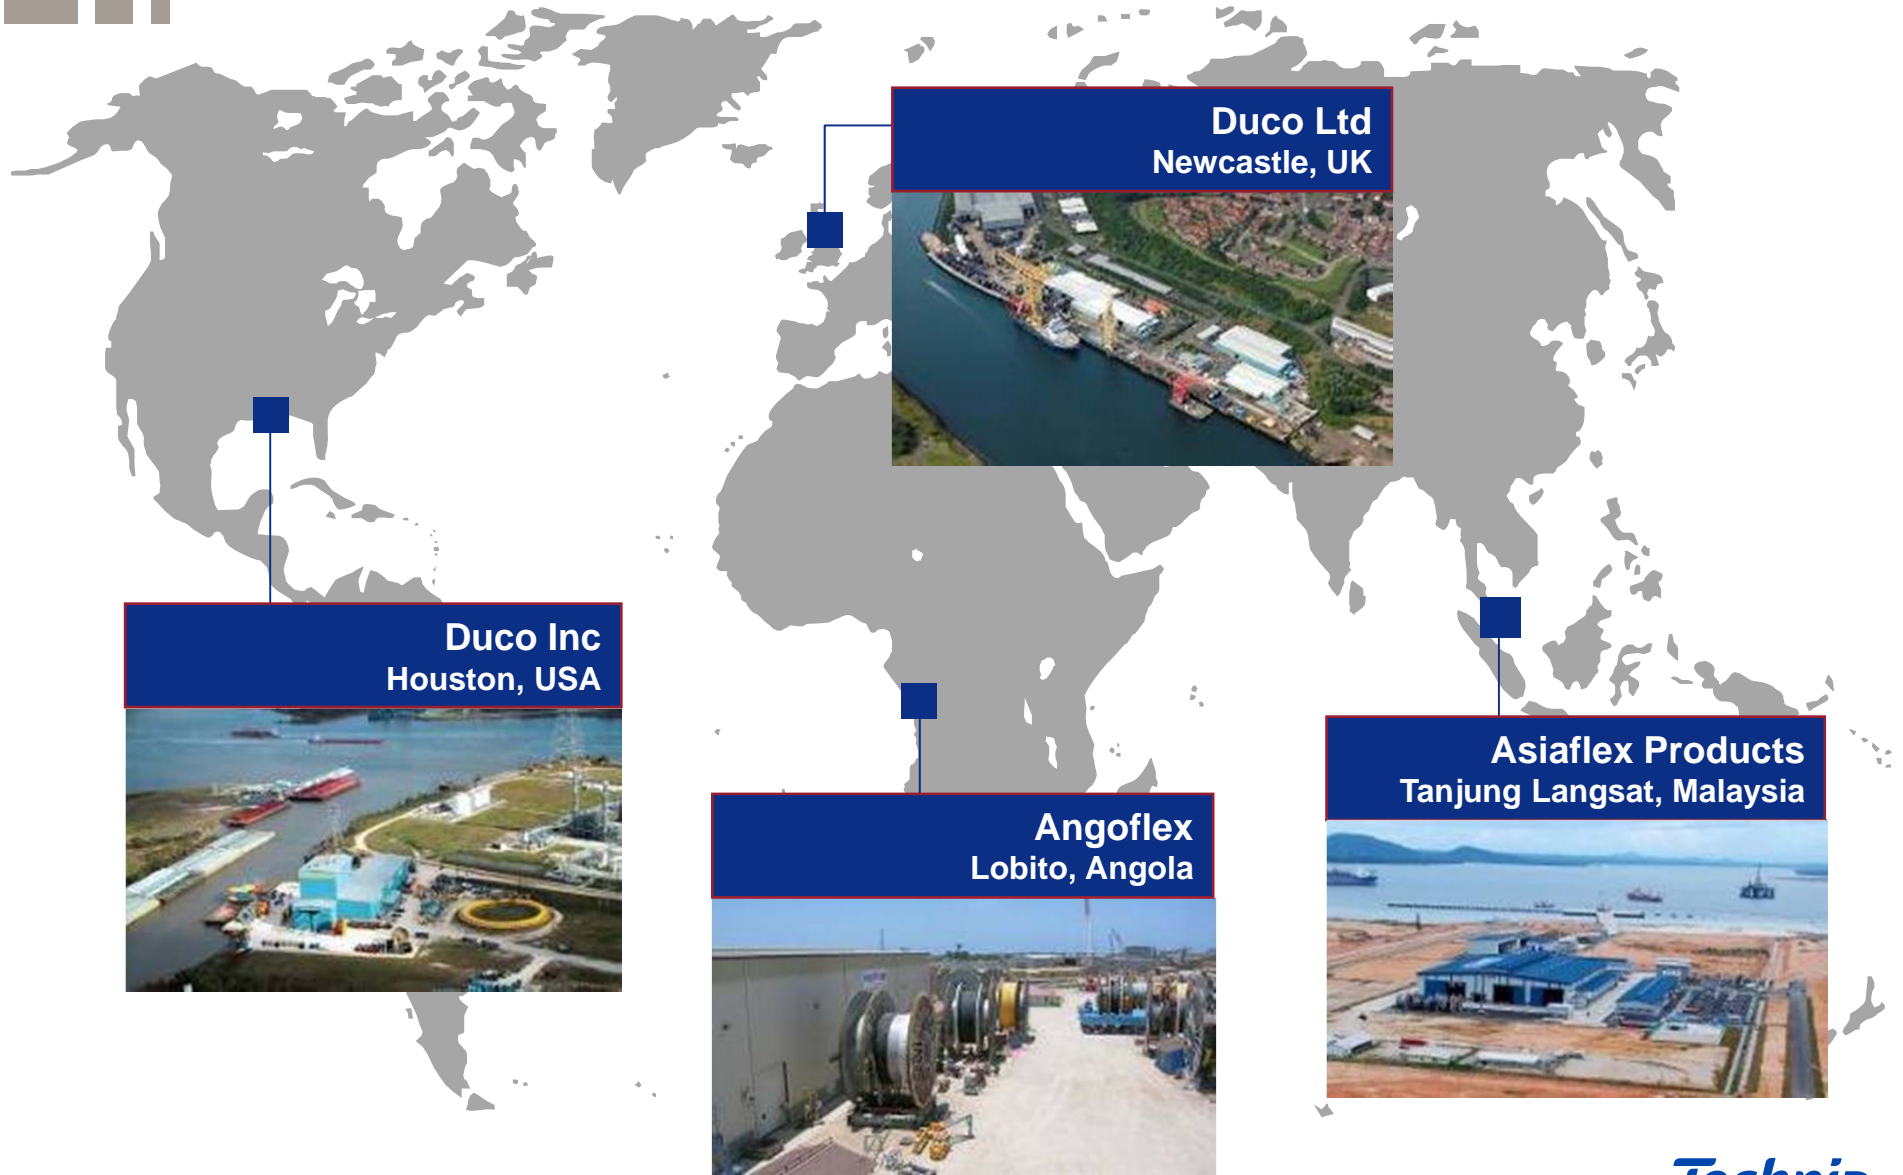 Duco Ltd
Newcastle, UK
Duco Inc
Houston, USA
Asiaflex Products
Tanjung Langsat, Malaysia
Angoflex
Lobito, Angola